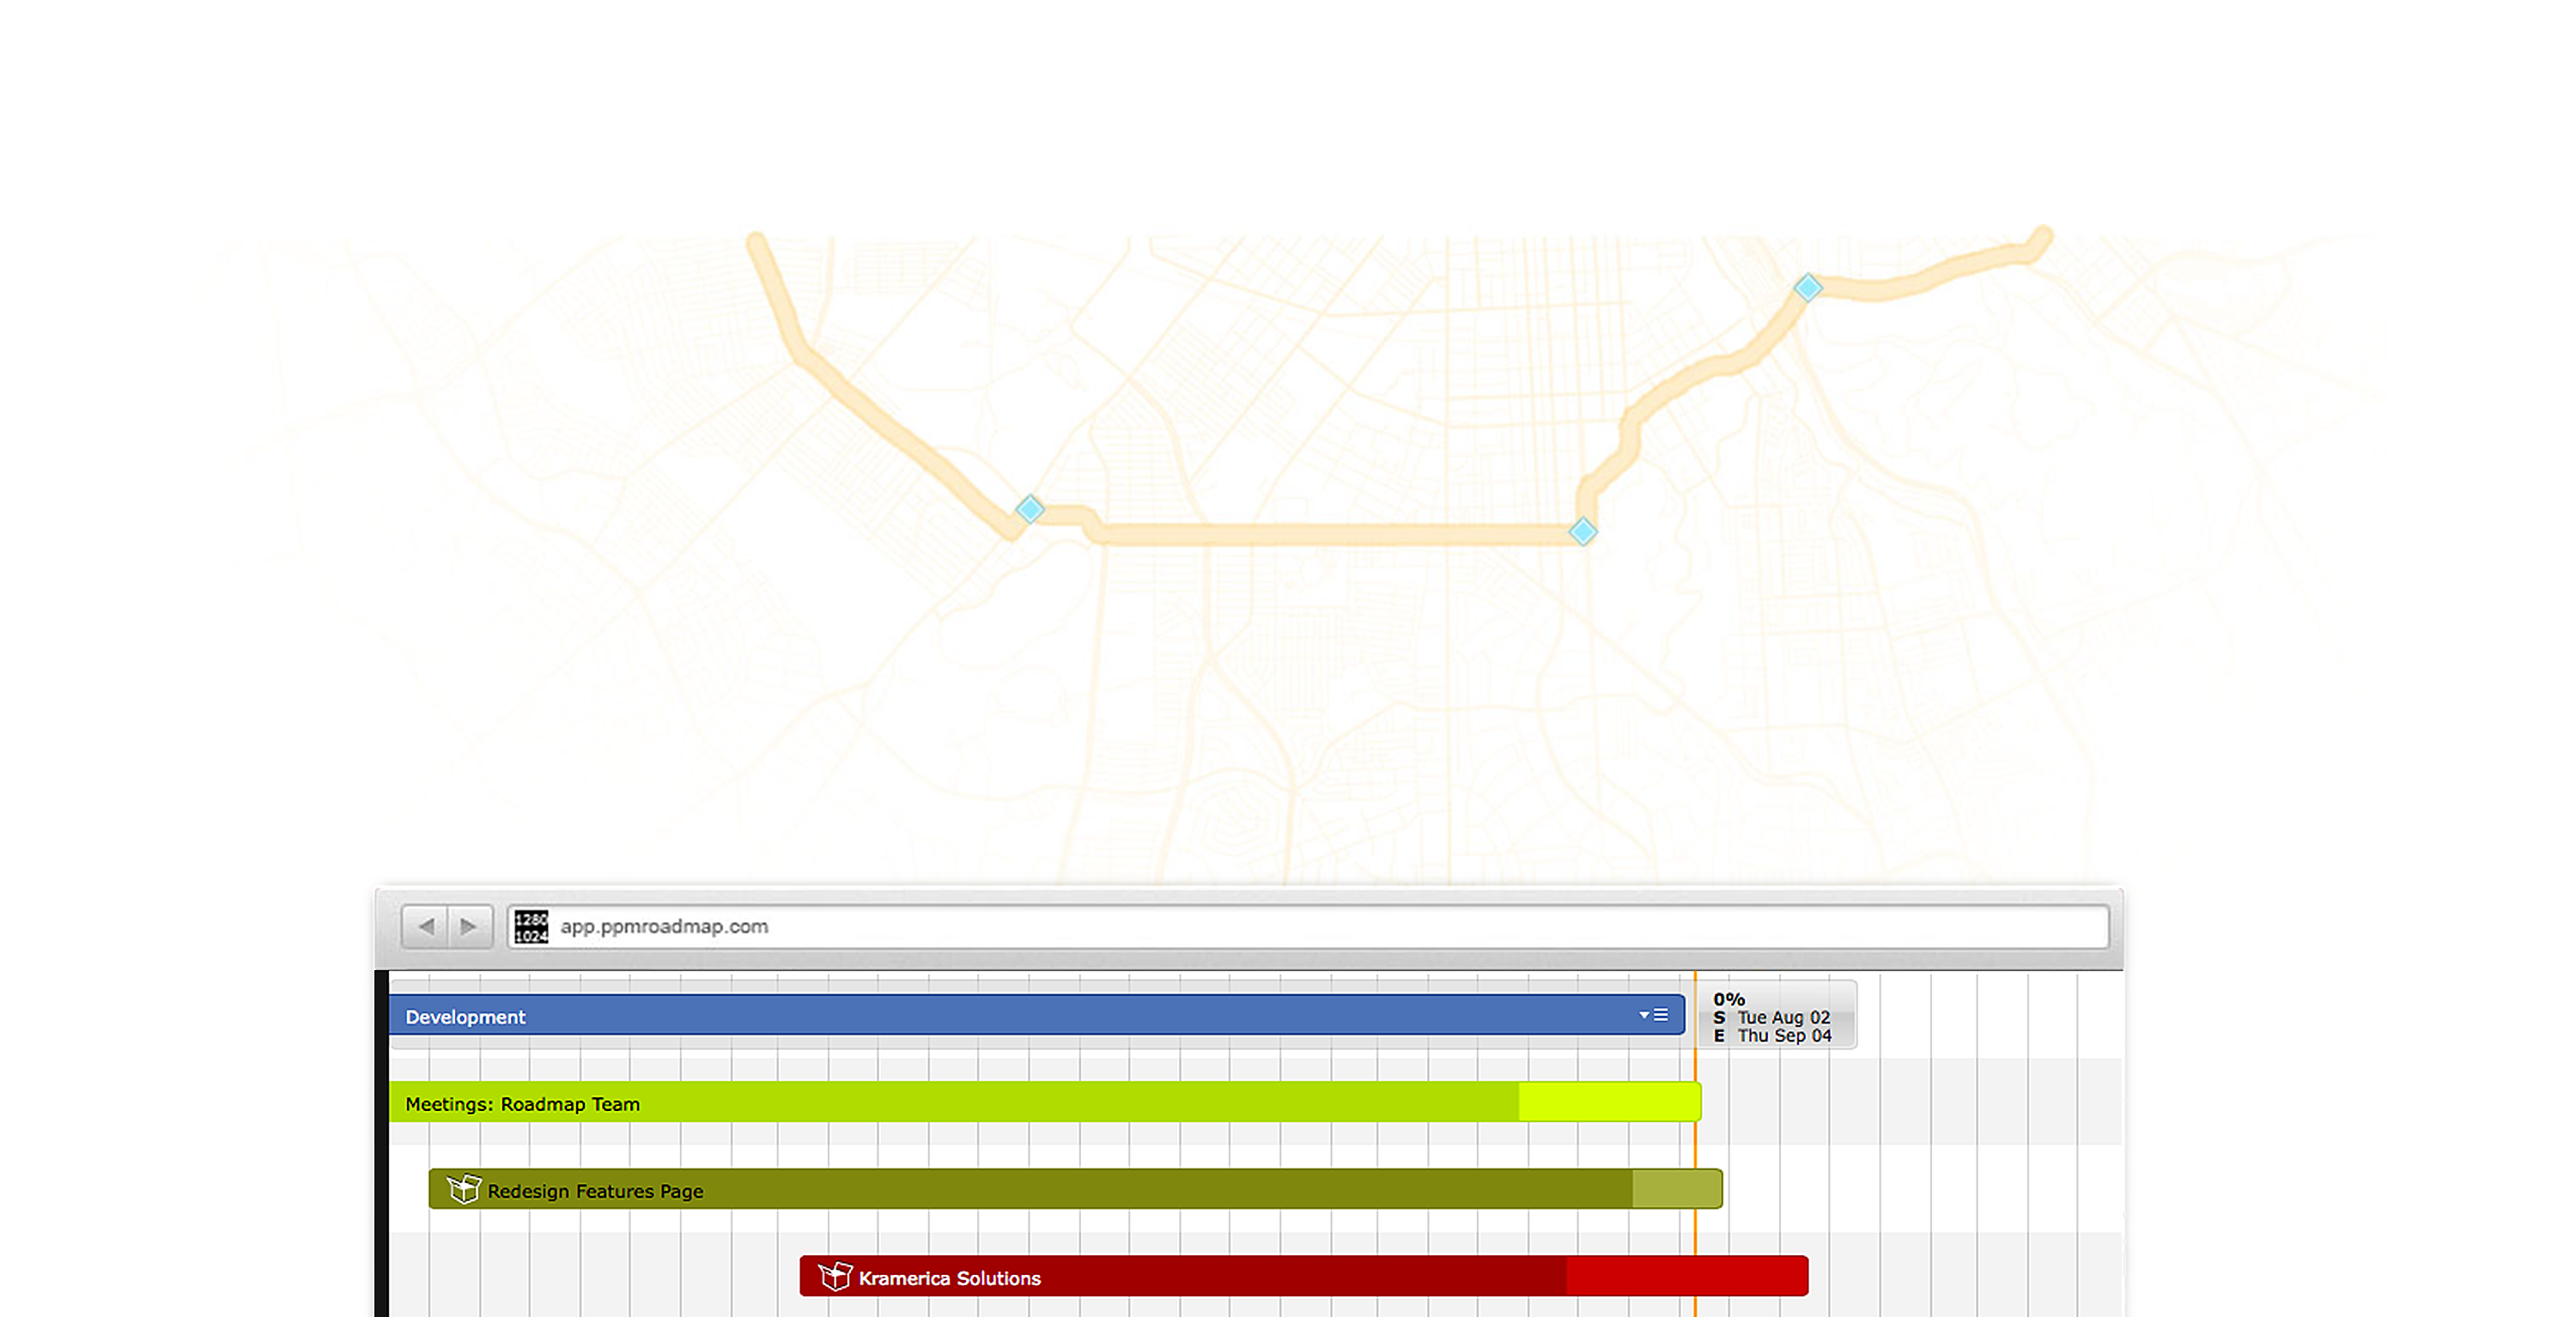 1280
1024
app.ppmroadmap.com
Development
0%
S Tue Aug 02
E Thu Sep 04
Meetings: Roadmap Team
Redesign Features Page
Kramerica Solutions